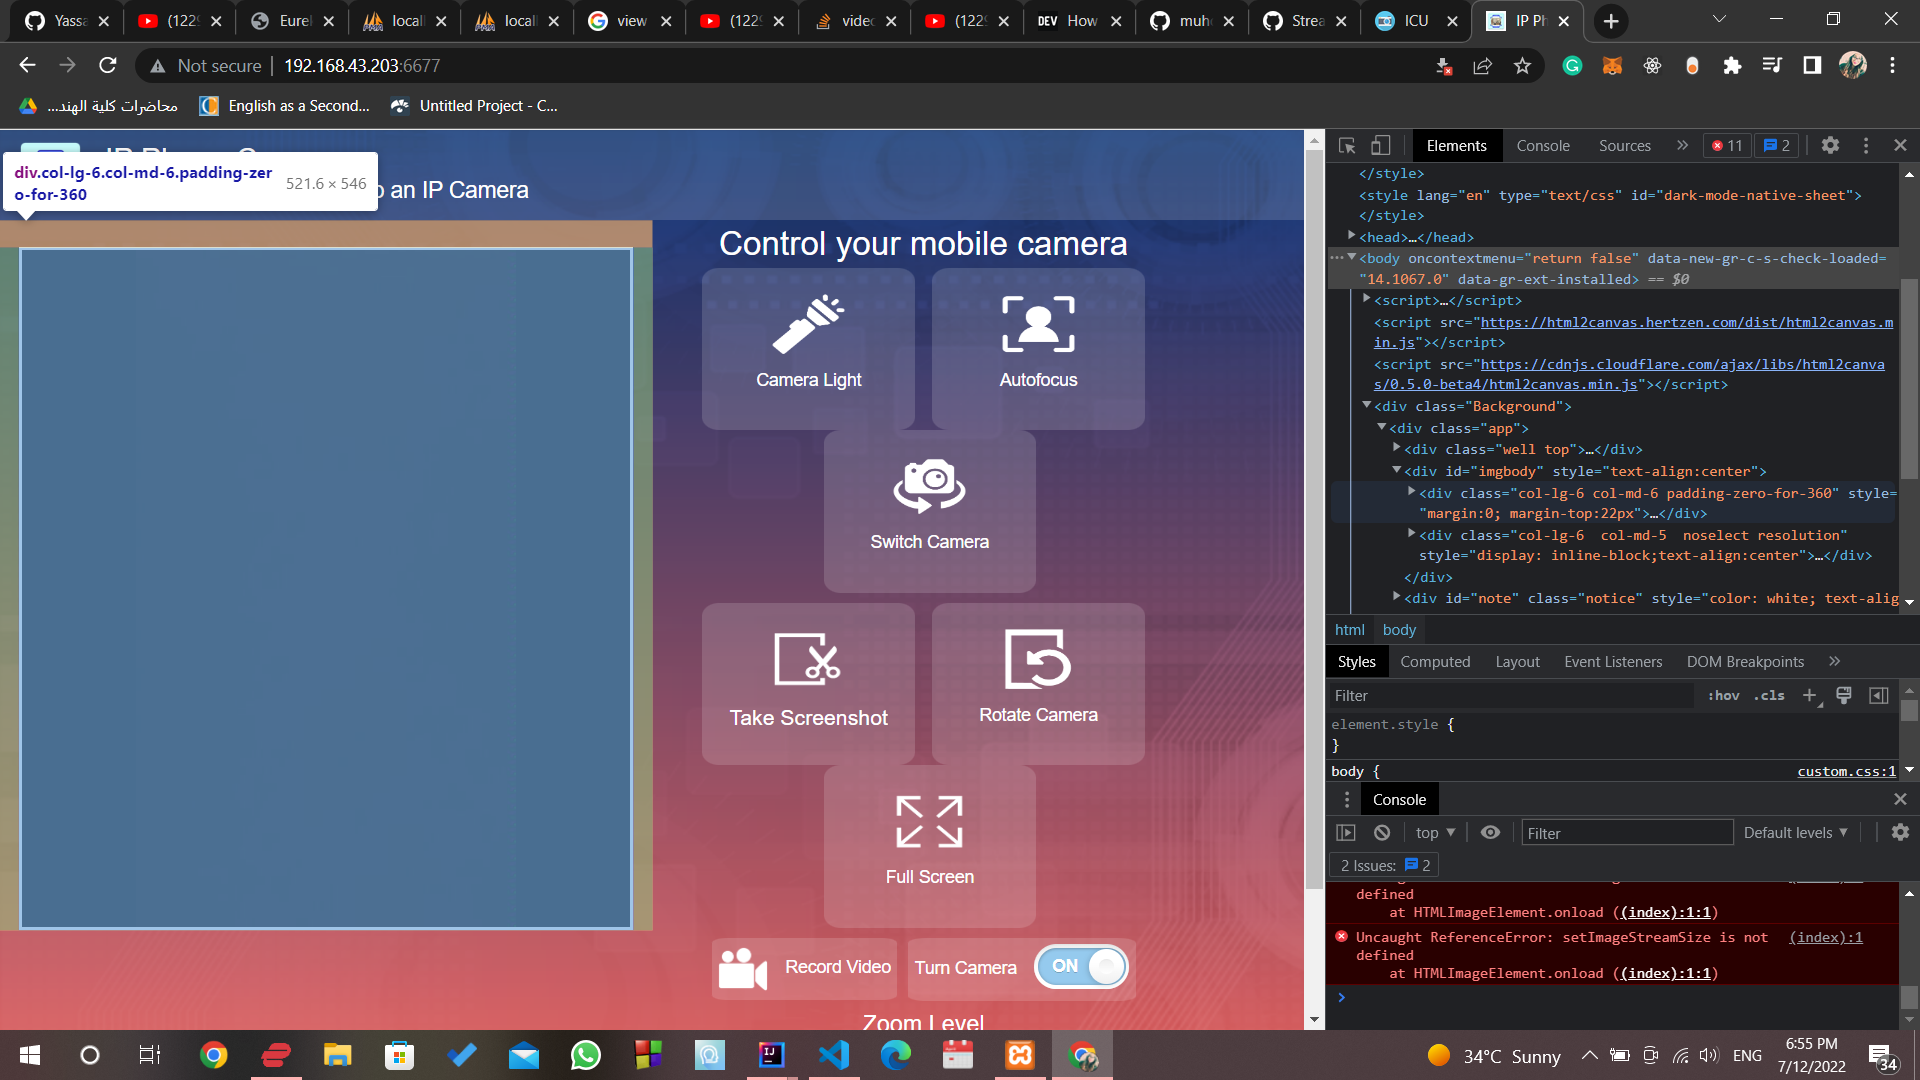 Yassa
(1229
Eurek
locall
locall
view
(1229
video
(1229
DEV How
muh
Strea
ICU
IP Ph
Not secure
192.168.43.203:6677
محاضرات كلية الهند...
English as a Second...
Untitled Project - C...
div.col-lg-6.col-md-6.padding-zer
o-for-360
521.6 × 546
an IP Camera
Control your mobile camera
Camera Light
Autofocus
Switch Camera
Take Screenshot
Rotate Camera
Full Screen
Record Video
Turn Camera
ON
Zoom Level
Elements
Console
Sources
11
2
</style>
<style lang="en" type="text/css" id="dark-mode-native-sheet">
</style>
<head>…</head>
<body oncontextmenu="return false" data-new-gr-c-s-check-loaded=
"14.1067.0" data-gr-ext-installed> == $0
<script>…</script>
<script src="https://html2canvas.hertzen.com/dist/html2canvas.m
in.js"></script>
<script src="https://cdnjs.cloudflare.com/ajax/libs/html2canva
s/0.5.0-beta4/html2canvas.min.js"></script>
<div class="Background">
<div class="app">
<div class="well top">…</div>
<div id="imgbody" style="text-align:center">
<div class="col-lg-6 col-md-6 padding-zero-for-360" style=
"margin:0; margin-top:22px">…</div>
<div class="col-lg-6  col-md-5  noselect resolution"
style="display: inline-block;text-align:center">…</div>
</div>
<div id="note" class="notice" style="color: white; text-alig
html
body
Styles
Computed
Layout
Event Listeners
DOM Breakpoints
Filter
:hov
.cls
element.style {
}
body {
custom.css:1
Console
top
Filter
Default levels
2 Issues:
2
defined
at HTMLImageElement.onload ((index):1:1)
Uncaught ReferenceError: setImageStreamSize is not
(index):1
defined
at HTMLImageElement.onload ((index):1:1)
34°C Sunny
ENG
6:55 PM
7/12/2022
34